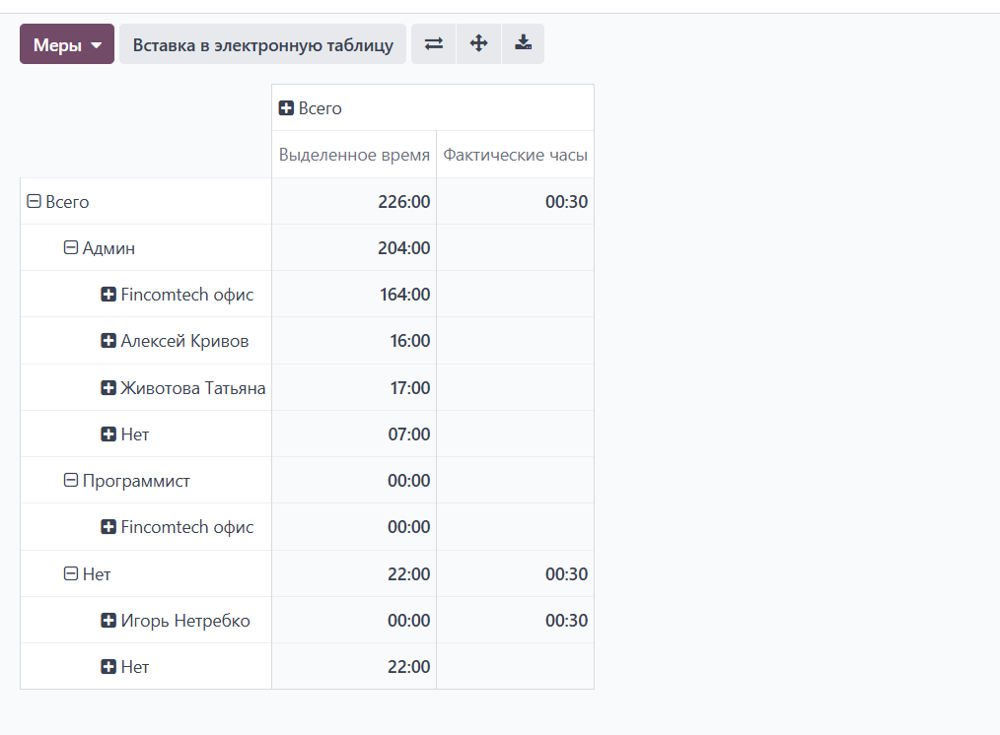 Меры Вставка в электронную таблицу
Всего
Выделенное время Фактические часы
Всего 226:00 00:30
Админ 204:00
Fincomtech офис 164:00
Алексей Кривов 16:00
Животова Татьяна 17:00
Нет 07:00
Программист 00:00
Fincomtech офис 00:00
Нет 22:00 00:30
Игорь Нетребко 00:00 00:30
Нет 22:00